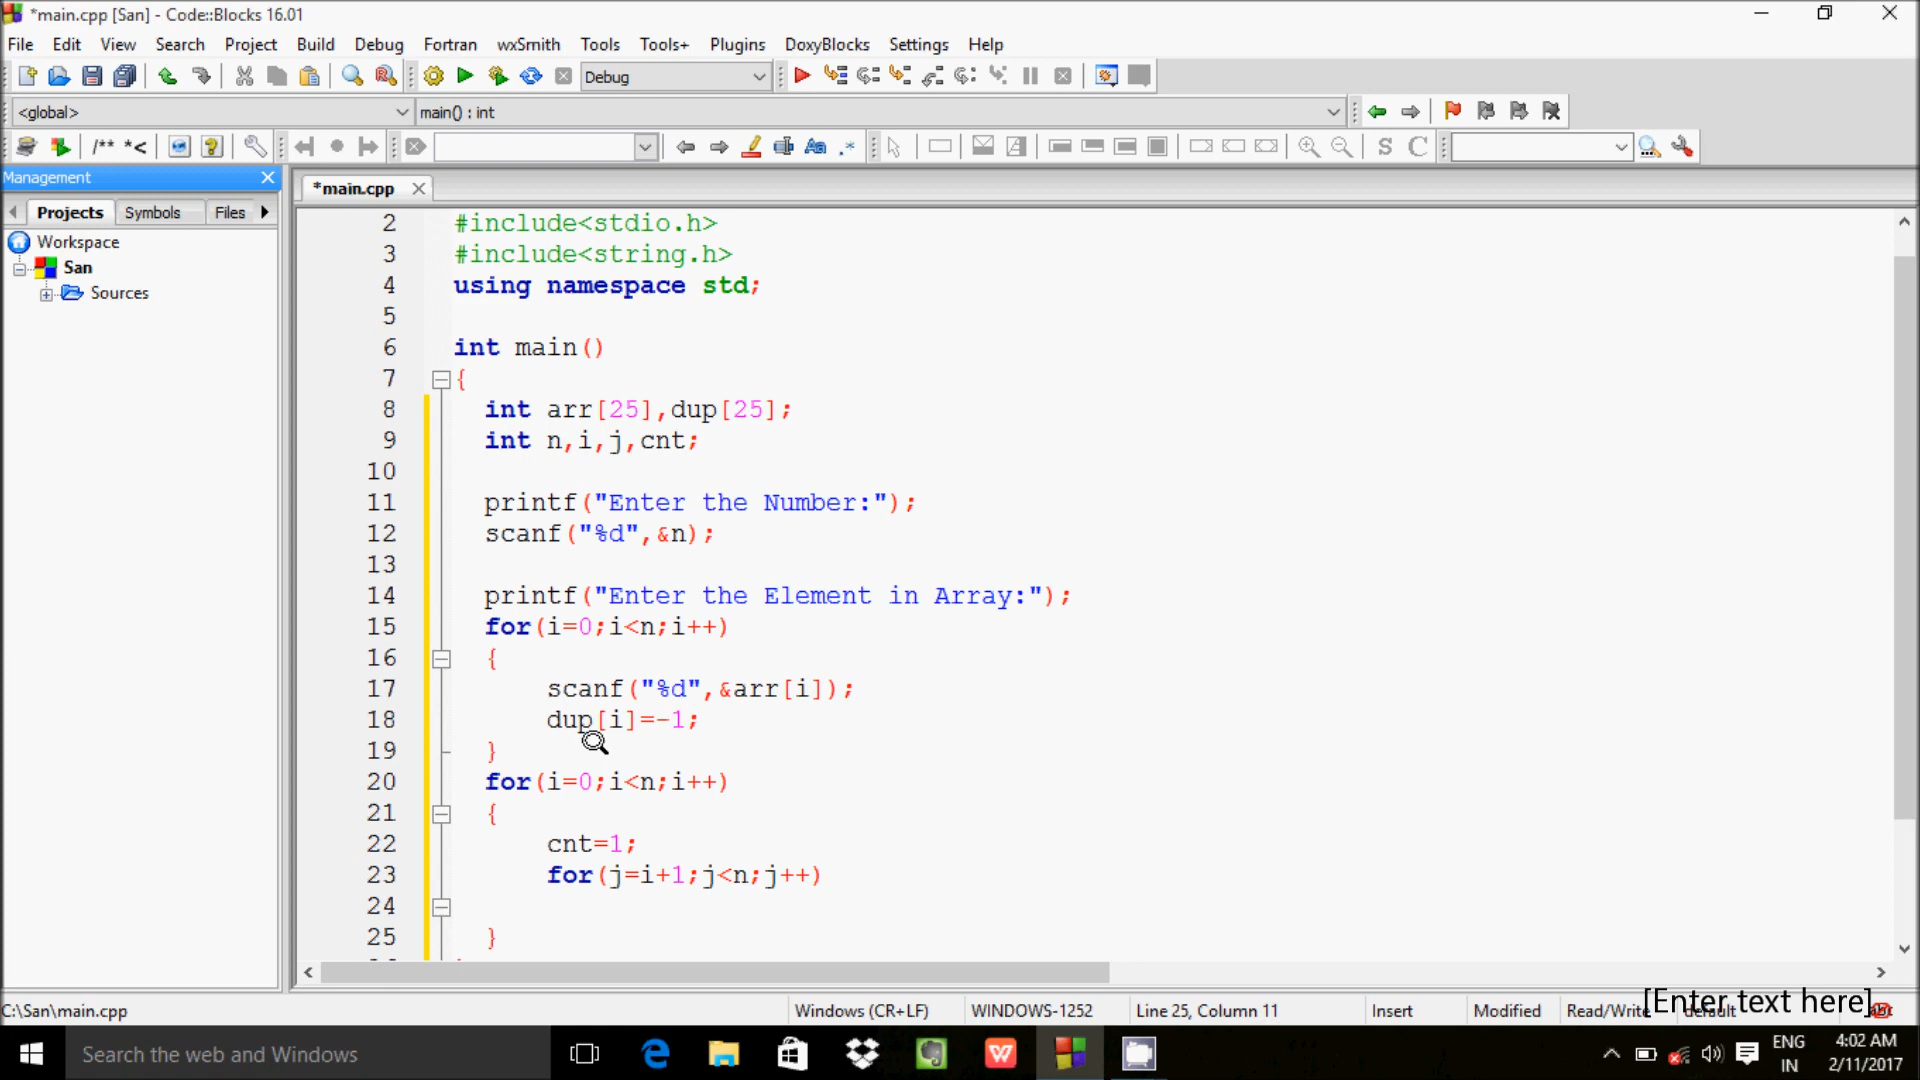 *main.cpp [San] - Code::Blocks 16.01
File Edit View Search Project Build Debug Fortran wxSmith Tools Tools+ Plugins DoxyBlocks Settings Help
Debug
<global> main() : int
/** *<
S C
Management
*main.cpp
Projects Symbols Files
Workspace
San
Sources
2 #include<stdio.h>
3 #include<string.h>
4 using namespace std;
5
6 int main()
7 {
8 int arr[25],dup[25];
9 int n,i,j,cnt;
10
11 printf("Enter the Number:");
12 scanf("%d",&n);
13
14 printf("Enter the Element in Array:");
15 for(i=0;i<n;i++)
16 {
17 scanf("%d",&arr[i]);
18 dup[i]=-1;
19 }
20 for(i=0;i<n;i++)
21 {
22 cnt=1;
23 for(j=i+1;j<n;j++)
24
25 }
C:\San\main.cpp Windows (CR+LF) WINDOWS-1252 Line 25, Column 11 Insert Modified Read/Write default
[Enter text here]
Search the web and Windows
ENG
IN
4:02 AM
2/11/2017